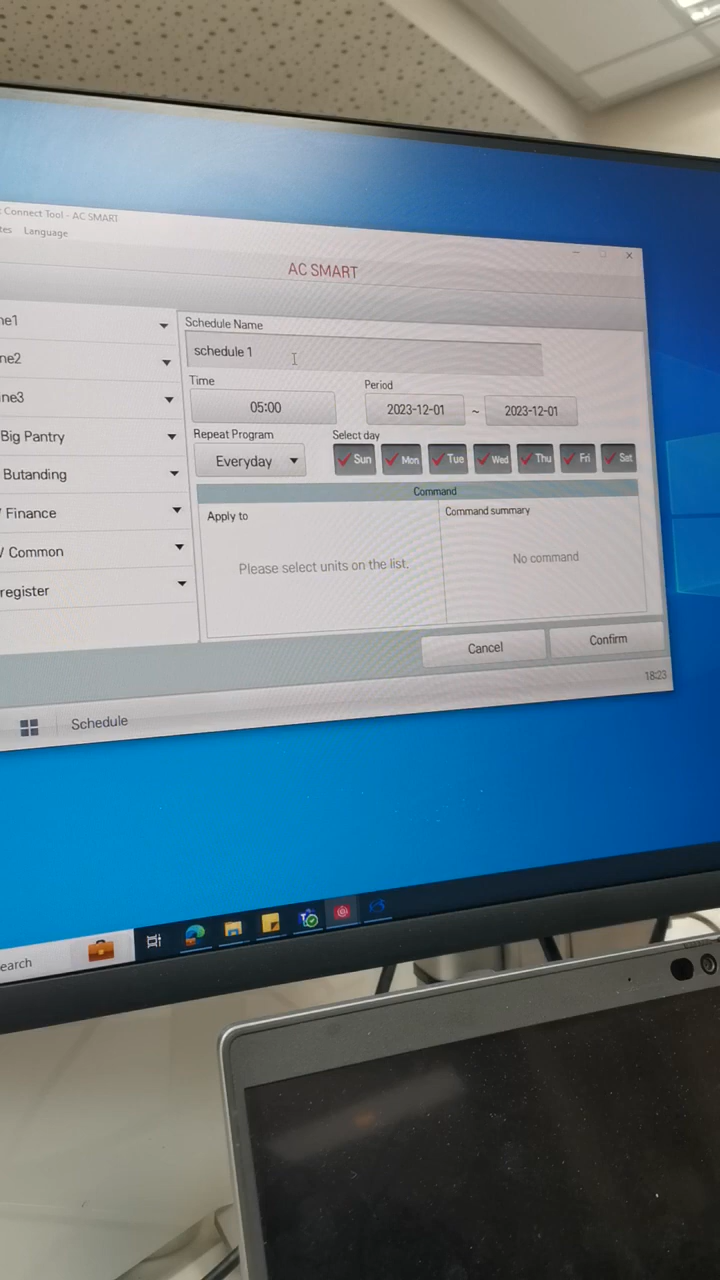 Connect Tool - AC SMART
Language
AC SMART
Schedule Name
schedule 1
Time
Period
05:00
2023-12-01 ~ 2023-12-01
Repeat Program
Select day
Everyday
Sun Mon Tue Wed Thu Fri Sat
Command
Apply to
Command summary
Please select units on the list.
No command
Cancel
Confirm
18:23
ne1
ne2
ne3
Big Pantry
Butanding
/ Finance
/ Common
register
Schedule
earch